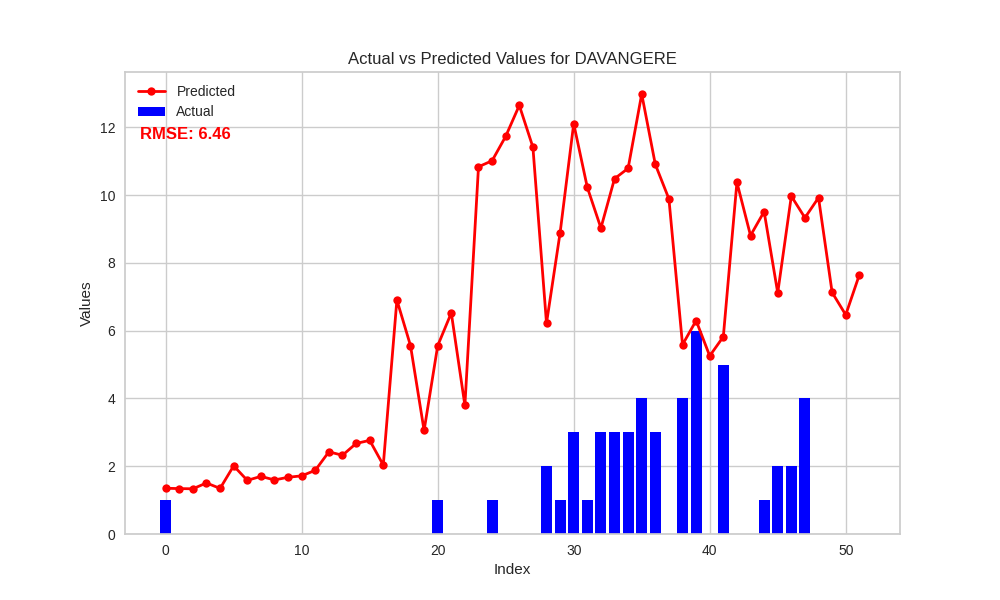 Actual vs Predicted Values for DAVANGERE
Predicted
Actual
RMSE: 6.46
Values
12
10
8
6
4
2
0
0 10 20 30 40 50
Index